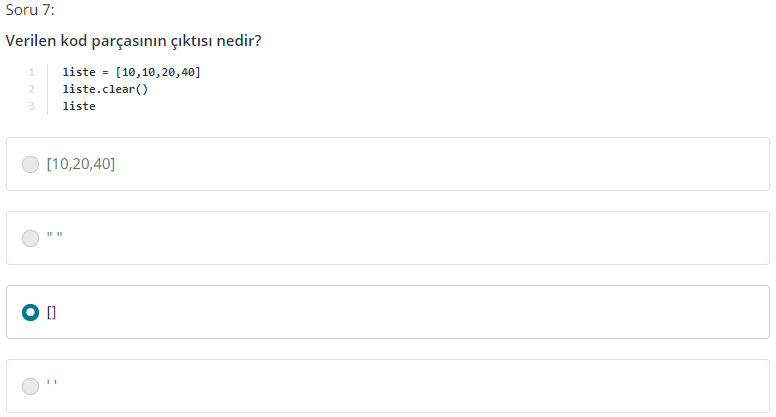 Soru 7:
Verilen kod parçasının çıktısı nedir?
1 liste = [10,10,20,40]
2 liste.clear()
3 liste
[10,20,40]
" "
[]
' '